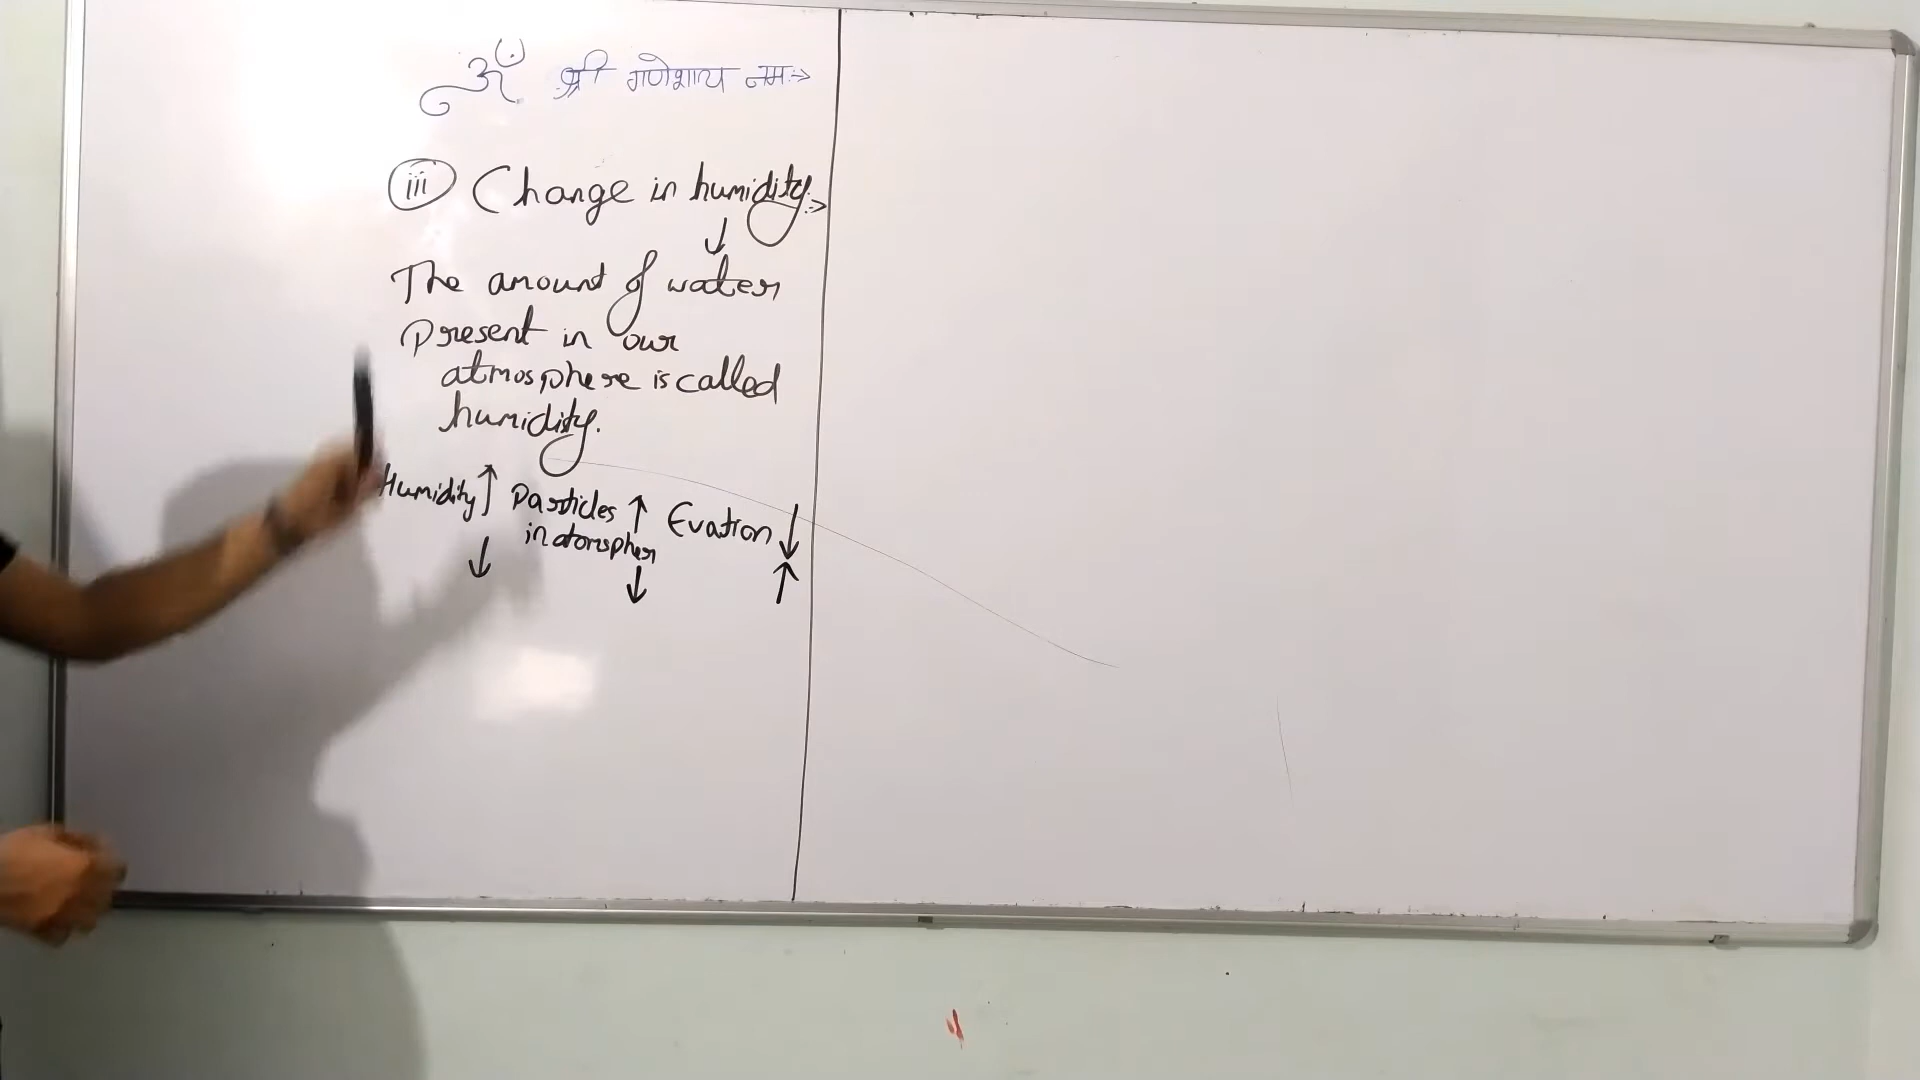 ॐ श्री गणेशाय नमः->
(iii) Change in humidity:->
↓
The amount of water
present in our
atmosphere is called
humidity.
Humidity ↑ Particles ↑ Evation ↓
in atomspher
↓ ↓ ↑